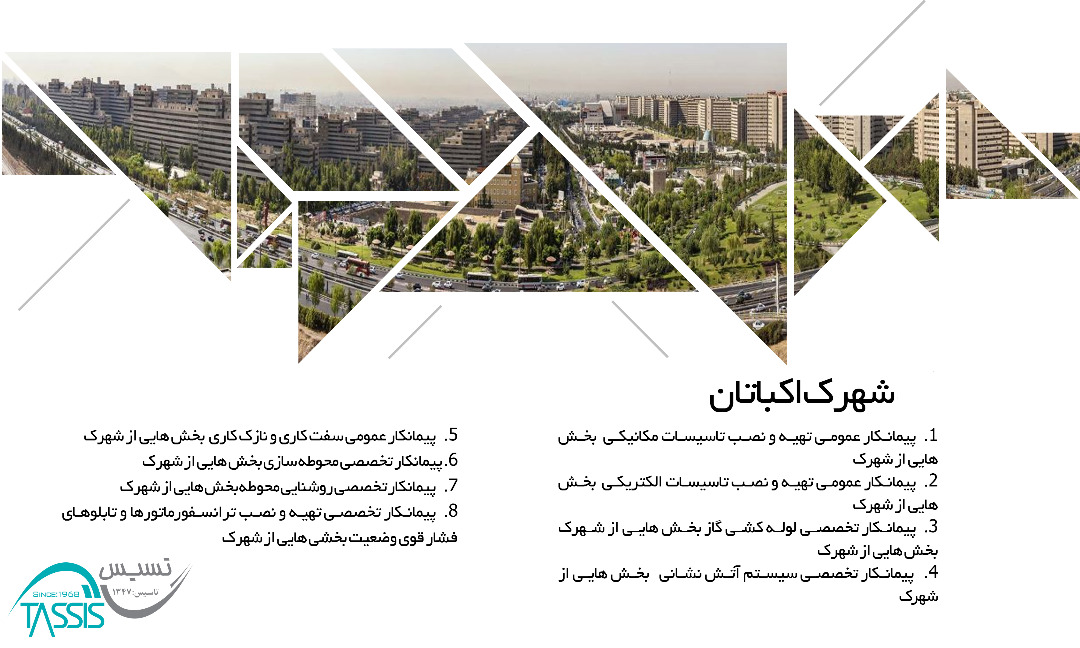 شهرک اکباتان
1. پیمانکار عمومی تهیه و نصب تاسیسات مکانیکی بخش
هایی از شهرک
2. پیمانکار عمومی تهیه و نصب تاسیسات الکتریکی بخش
هایی از شهرک
3. پیمانکار تخصصی لوله کشی گاز بخش هایی از شهرک
بخش هایی از شهرک
4. پیمانکار تخصصی سیستم آتش نشانی بخش هایی از
شهرک
5. پیمانکار عمومی سفت کاری و نازک کاری بخش هایی از شهرک
6. پیمانکار تخصصی محوطه سازی بخش هایی از شهرک
7. پیمانکار تخصصی روشنایی محوطه بخش هایی از شهرک
8. پیمانکار تخصصی تهیه و نصب ترانسفورماتورها و تابلوهای
فشار قوی وضعیت بخشی هایی از شهرک
تسیس
تاسیس: ۱۳۴۷
SINCE:1968
TASSIS